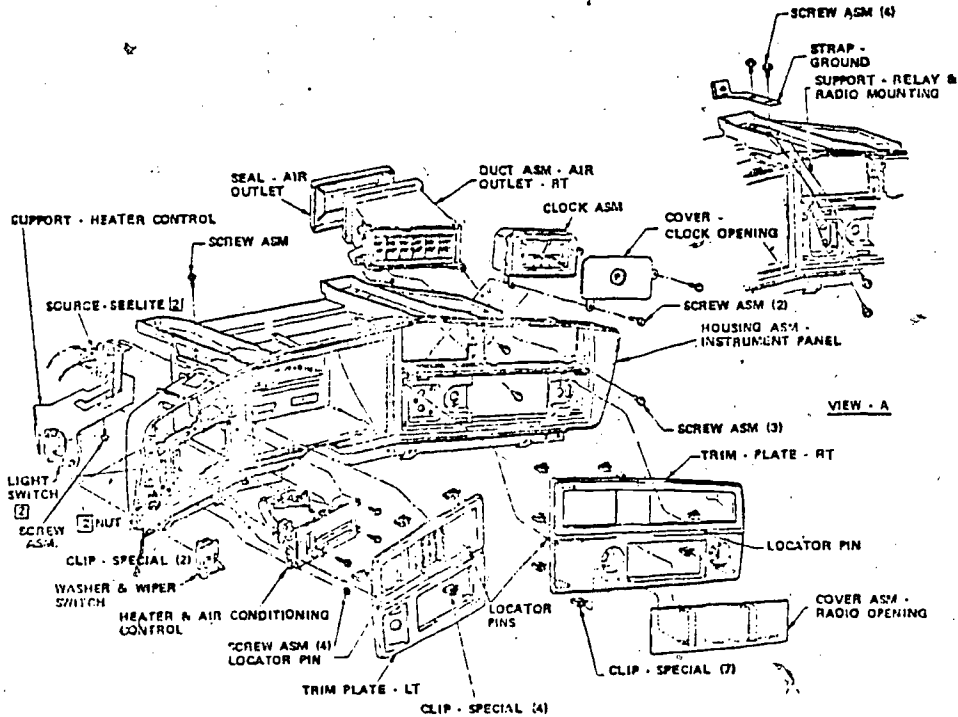 SCREW ASM (4)
STRAP -
GROUND
SUPPORT - RELAY &
RADIO MOUNTING
SEAL - AIR
OUTLET
DUCT ASM - AIR
OUTLET - RT
CLOCK ASM
COVER -
CLOCK OPENING
SUPPORT - HEATER CONTROL
SCREW ASM
SOURCE - SEELITE 2
SCREW ASM (2)
HOUSING ASM -
INSTRUMENT PANEL
VIEW - A
SCREW ASM (3)
TRIM - PLATE - RT
LIGHT
SWITCH
2
SCREW
ASM.
2 NUT
CLIP - SPECIAL (2)
WASHER & WIPER
SWITCH
HEATER & AIR CONDITIONING
CONTROL
SCREW ASM (4)
LOCATOR PIN
LOCATOR
PINS
LOCATOR PIN
COVER ASM -
RADIO OPENING
TRIM PLATE - LT
CLIP - SPECIAL (7)
CLIP - SPECIAL (4)